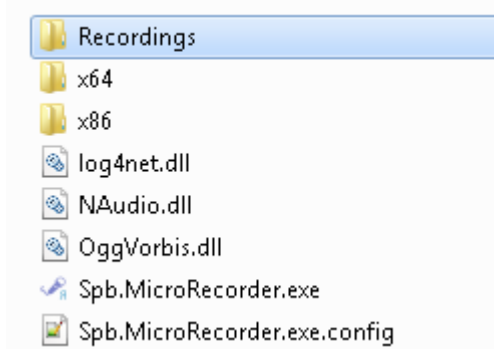 Recordings
x64
x86
log4net.dll
NAudio.dll
OggVorbis.dll
Spb.MicroRecorder.exe
Spb.MicroRecorder.exe.config